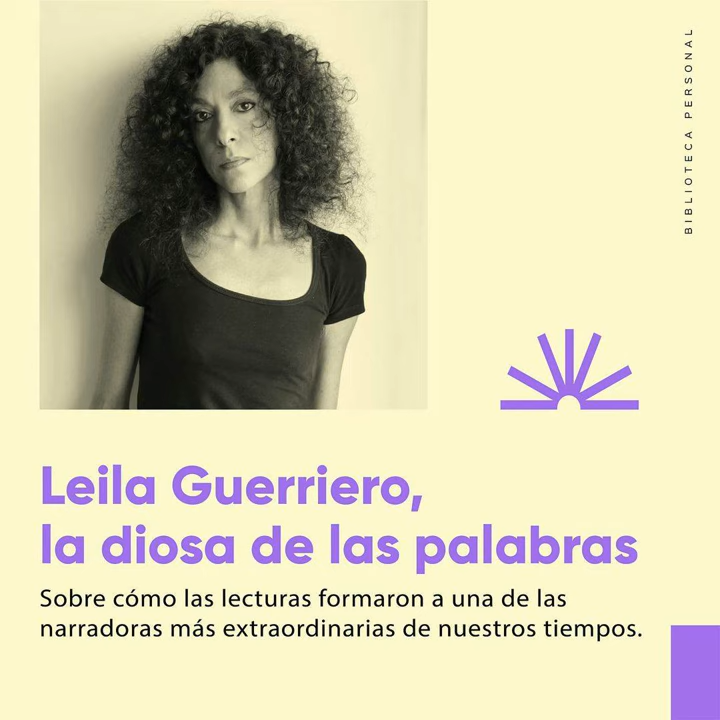 BIBLIOTECA PERSONAL
Leila Guerriero,
la diosa de las palabras
Sobre cómo las lecturas formaron a una de las
narradoras más extraordinarias de nuestros tiempos.